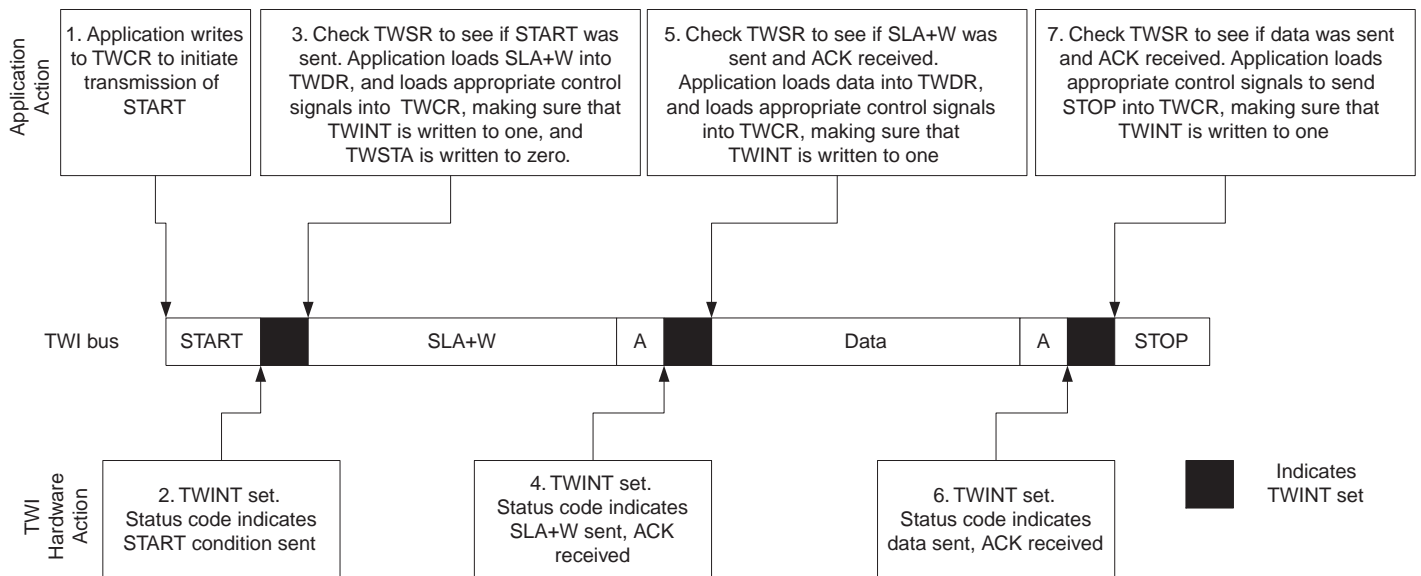 Application
Action
1. Application writes
to TWCR to initiate
transmission of
START
3. Check TWSR to see if START was
sent. Application loads SLA+W into
TWDR, and loads appropriate control
signals into TWCR, making sure that
TWINT is written to one, and
TWSTA is written to zero.
5. Check TWSR to see if SLA+W was
sent and ACK received.
Application loads data into TWDR,
and loads appropriate control signals
into TWCR, making sure that
TWINT is written to one
7. Check TWSR to see if data was sent
and ACK received. Application loads
appropriate control signals to send
STOP into TWCR, making sure that
TWINT is written to one
TWI bus
START
SLA+W
A
Data
A
STOP
TWI
Hardware
Action
2. TWINT set.
Status code indicates
START condition sent
4. TWINT set.
Status code indicates
SLA+W sent, ACK
received
6. TWINT set.
Status code indicates
data sent, ACK received
Indicates
TWINT set